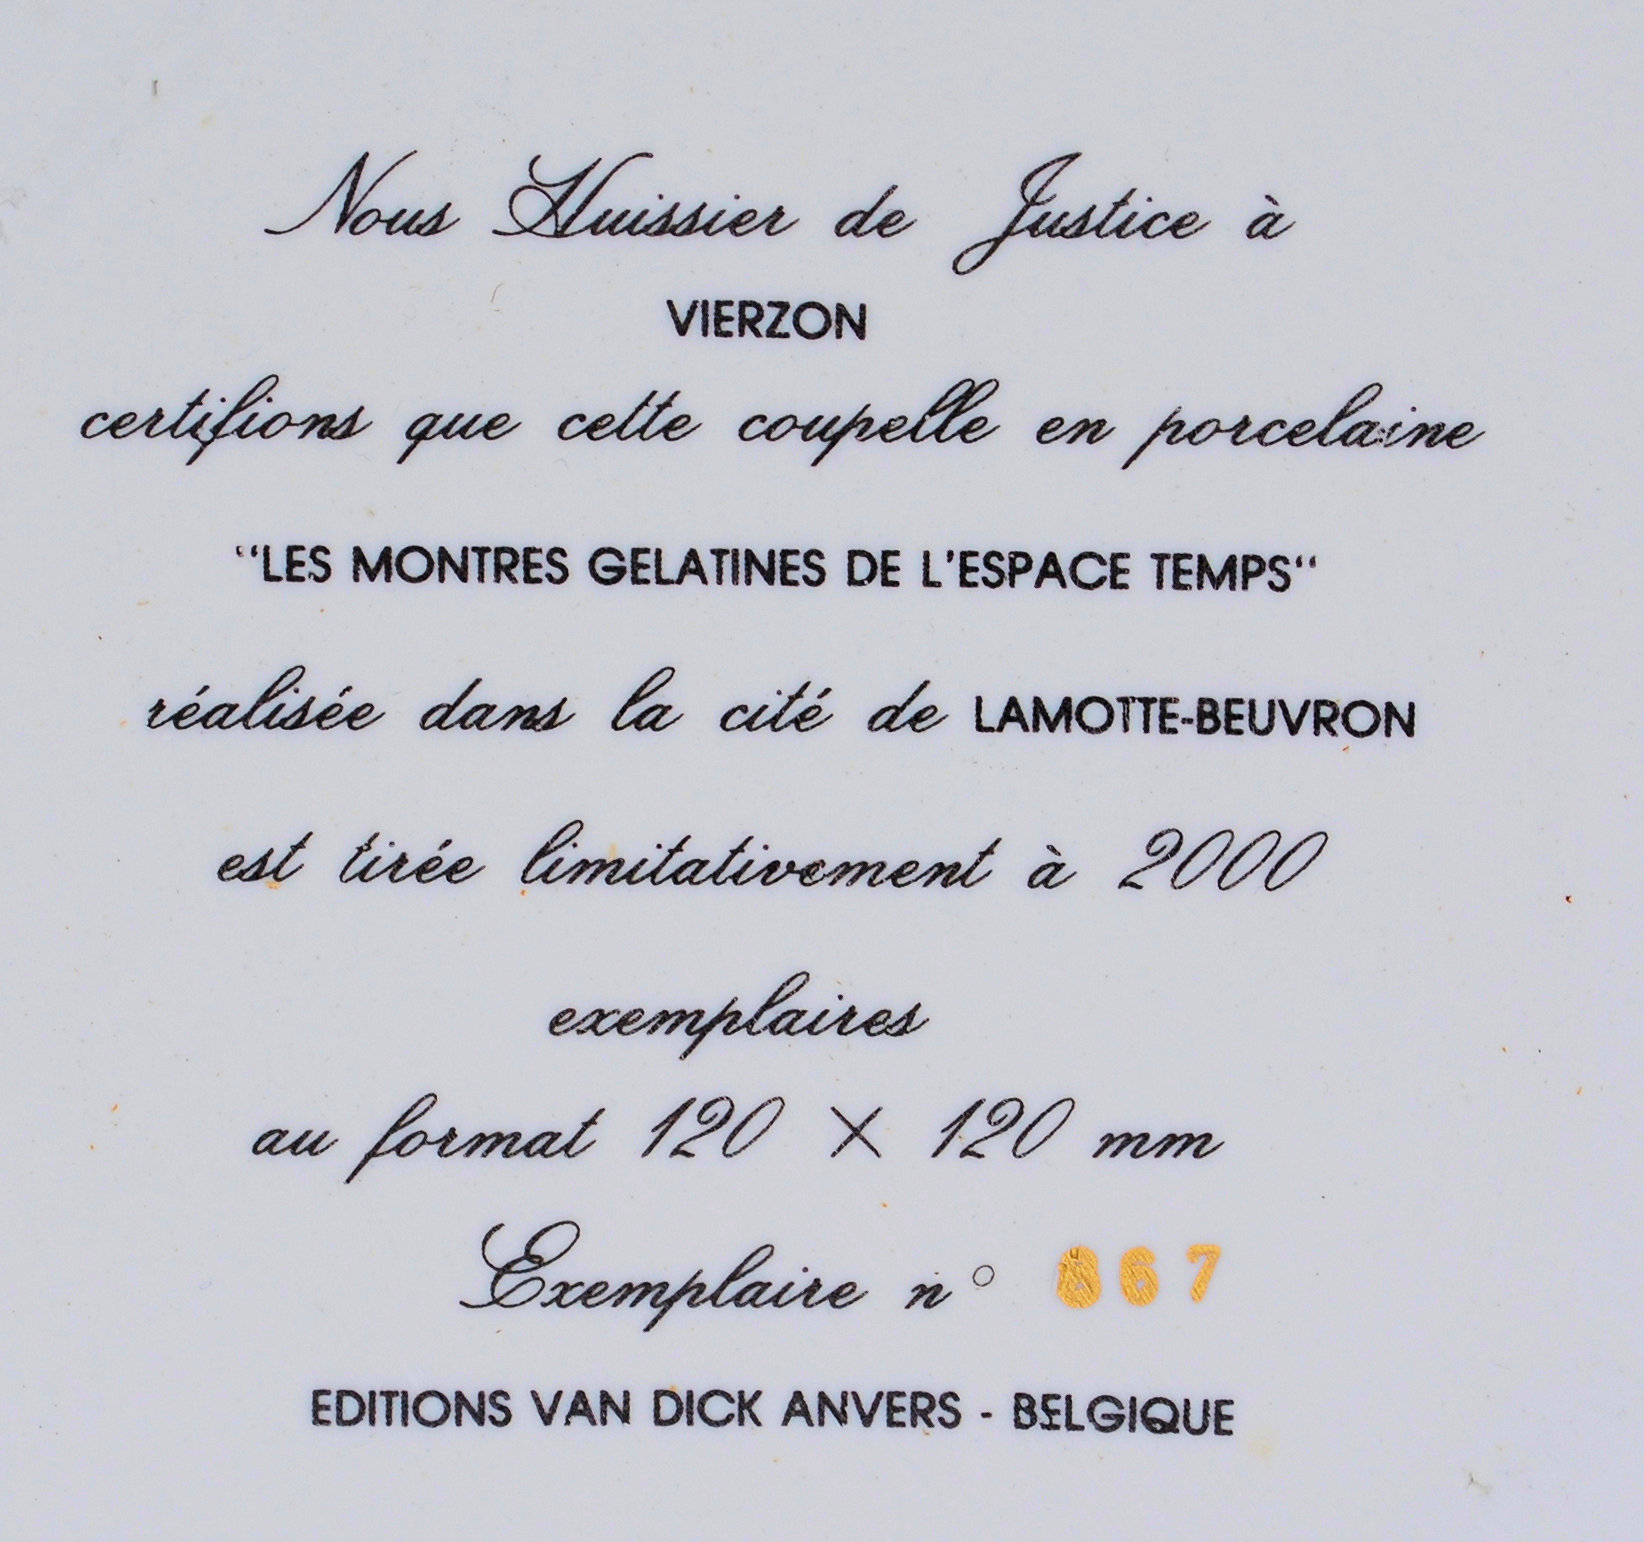 Nous Huissier de Justice à
VIERZON
certifions que cette coupelle en porcelaine
"LES MONTRES GELATINES DE L'ESPACE TEMPS"
réalisée dans la cité de LAMOTTE-BEUVRON
est tirée limitativement à 2000
exemplaires
au format 120 X 120 mm
Exemplaire n° 867
EDITIONS VAN DICK ANVERS - BELGIQUE